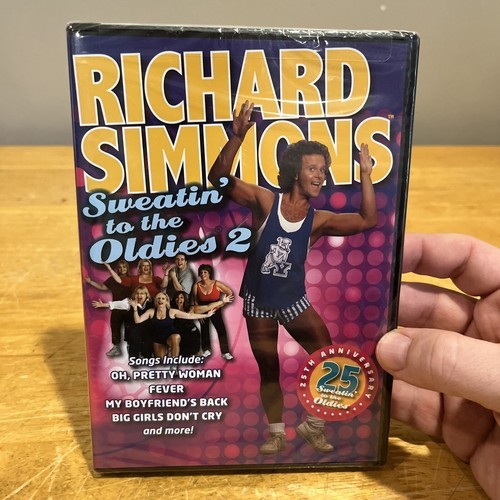 RICHARD
SIMMONS™
Sweatin'
to the
Oldies 2
Songs Include:
OH, PRETTY WOMAN
FEVER
MY BOYFRIEND'S BACK
BIG GIRLS DON'T CRY
and more!
25TH ANNIVERSARY
25
Sweatin'
to the
Oldies